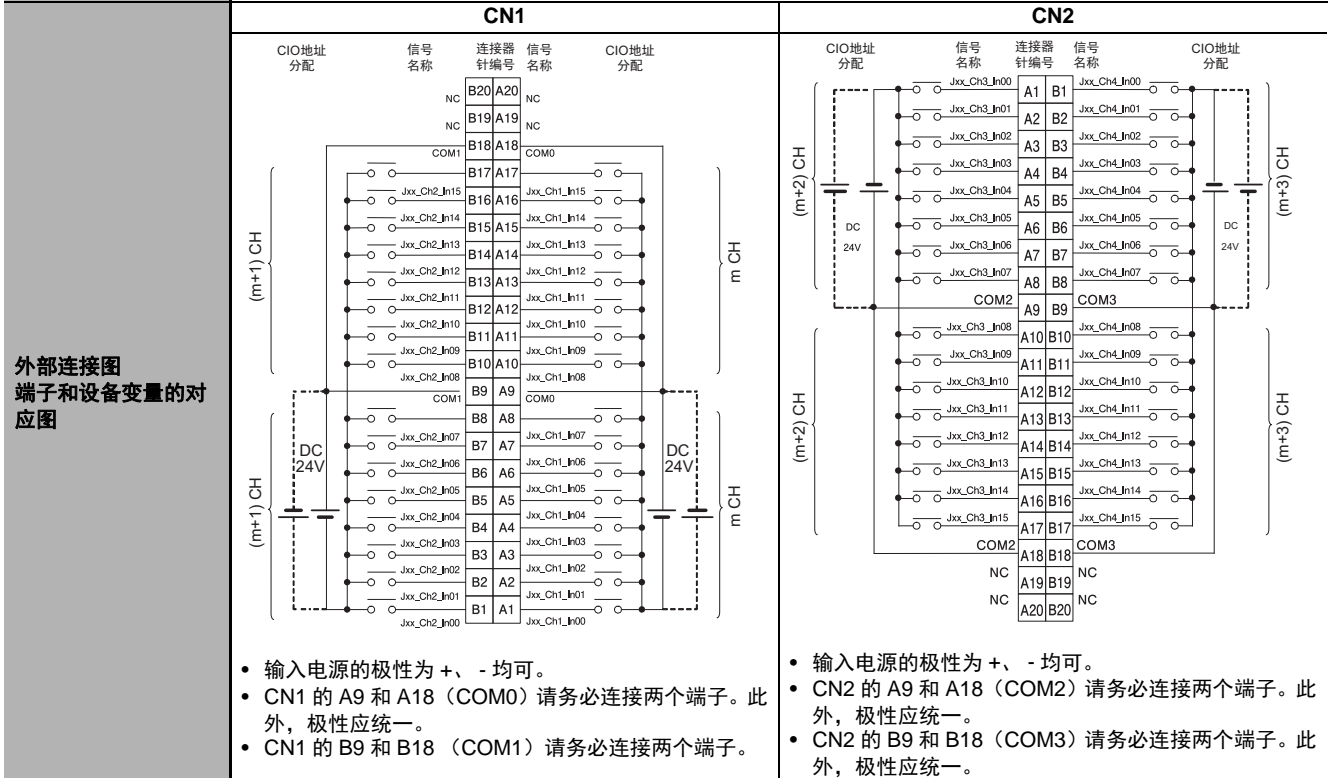 CN1
CN2
外部连接图
端子和设备变量的对
应图
CIO地址
分配
信号
名称
连接器
针编号
信号
名称
CIO地址
分配
NC B20 A20 NC
NC B19 A19 NC
COM1 B18 A18 COM0
B17 A17
Jxx_Ch2_In15 B16 A16 Jxx_Ch1_In15
Jxx_Ch2_In14 B15 A15 Jxx_Ch1_In14
Jxx_Ch2_In13 B14 A14 Jxx_Ch1_In13
Jxx_Ch2_In12 B13 A13 Jxx_Ch1_In12
Jxx_Ch2_In11 B12 A12 Jxx_Ch1_In11
Jxx_Ch2_In10 B11 A11 Jxx_Ch1_In10
Jxx_Ch2_In09 B10 A10 Jxx_Ch1_In09
Jxx_Ch2_In08 Jxx_Ch1_In08
COM1 B9 A9 COM0
B8 A8
Jxx_Ch2_In07 B7 A7 Jxx_Ch1_In07
Jxx_Ch2_In06 B6 A6 Jxx_Ch1_In06
Jxx_Ch2_In05 B5 A5 Jxx_Ch1_In05
Jxx_Ch2_In04 B4 A4 Jxx_Ch1_In04
Jxx_Ch2_In03 B3 A3 Jxx_Ch1_In03
Jxx_Ch2_In02 B2 A2 Jxx_Ch1_In02
Jxx_Ch2_In01 B1 A1 Jxx_Ch1_In01
Jxx_Ch2_In00 Jxx_Ch1_In00
(m+1) CH
m CH
(m+1) CH
m CH
DC
24V
DC
24V
• 输入电源的极性为 +、 - 均可。
• CN1 的 A9 和 A18（COM0）请务必连接两个端子。此
外，极性应统一。
• CN1 的 B9 和 B18 （COM1）请务必连接两个端子。
CIO地址
分配
信号
名称
连接器
针编号
信号
名称
CIO地址
分配
Jxx_Ch3_In00 A1 B1 Jxx_Ch4_In00
Jxx_Ch3_In01 A2 B2 Jxx_Ch4_In01
Jxx_Ch3_In02 A3 B3 Jxx_Ch4_In02
Jxx_Ch3_In03 A4 B4 Jxx_Ch4_In03
Jxx_Ch3_In04 A5 B5 Jxx_Ch4_In04
Jxx_Ch3_In05 A6 B6 Jxx_Ch4_In05
Jxx_Ch3_In06 A7 B7 Jxx_Ch4_In06
Jxx_Ch3_In07 A8 B8 Jxx_Ch4_In07
COM2 A9 B9 COM3
Jxx_Ch3 _In08 A10 B10 Jxx_Ch4_In08
Jxx_Ch3_In09 A11 B11 Jxx_Ch4_In09
Jxx_Ch3_In10 A12 B12 Jxx_Ch4_In10
Jxx_Ch3_In11 A13 B13 Jxx_Ch4_In11
Jxx_Ch3_In12 A14 B14 Jxx_Ch4_In12
Jxx_Ch3_In13 A15 B15 Jxx_Ch4_In13
Jxx_Ch3_In14 A16 B16 Jxx_Ch4_In14
Jxx_Ch3_In15 A17 B17 Jxx_Ch4_In15
COM2 A18 B18 COM3
NC A19 B19 NC
NC A20 B20 NC
(m+2) CH
(m+3) CH
(m+2) CH
(m+3) CH
DC
24V
DC
24V
• 输入电源的极性为 +、 - 均可。
• CN2 的 A9 和 A18（COM2）请务必连接两个端子。此
外，极性应统一。
• CN2 的 B9 和 B18（COM3）请务必连接两个端子。此
外，极性应统一。